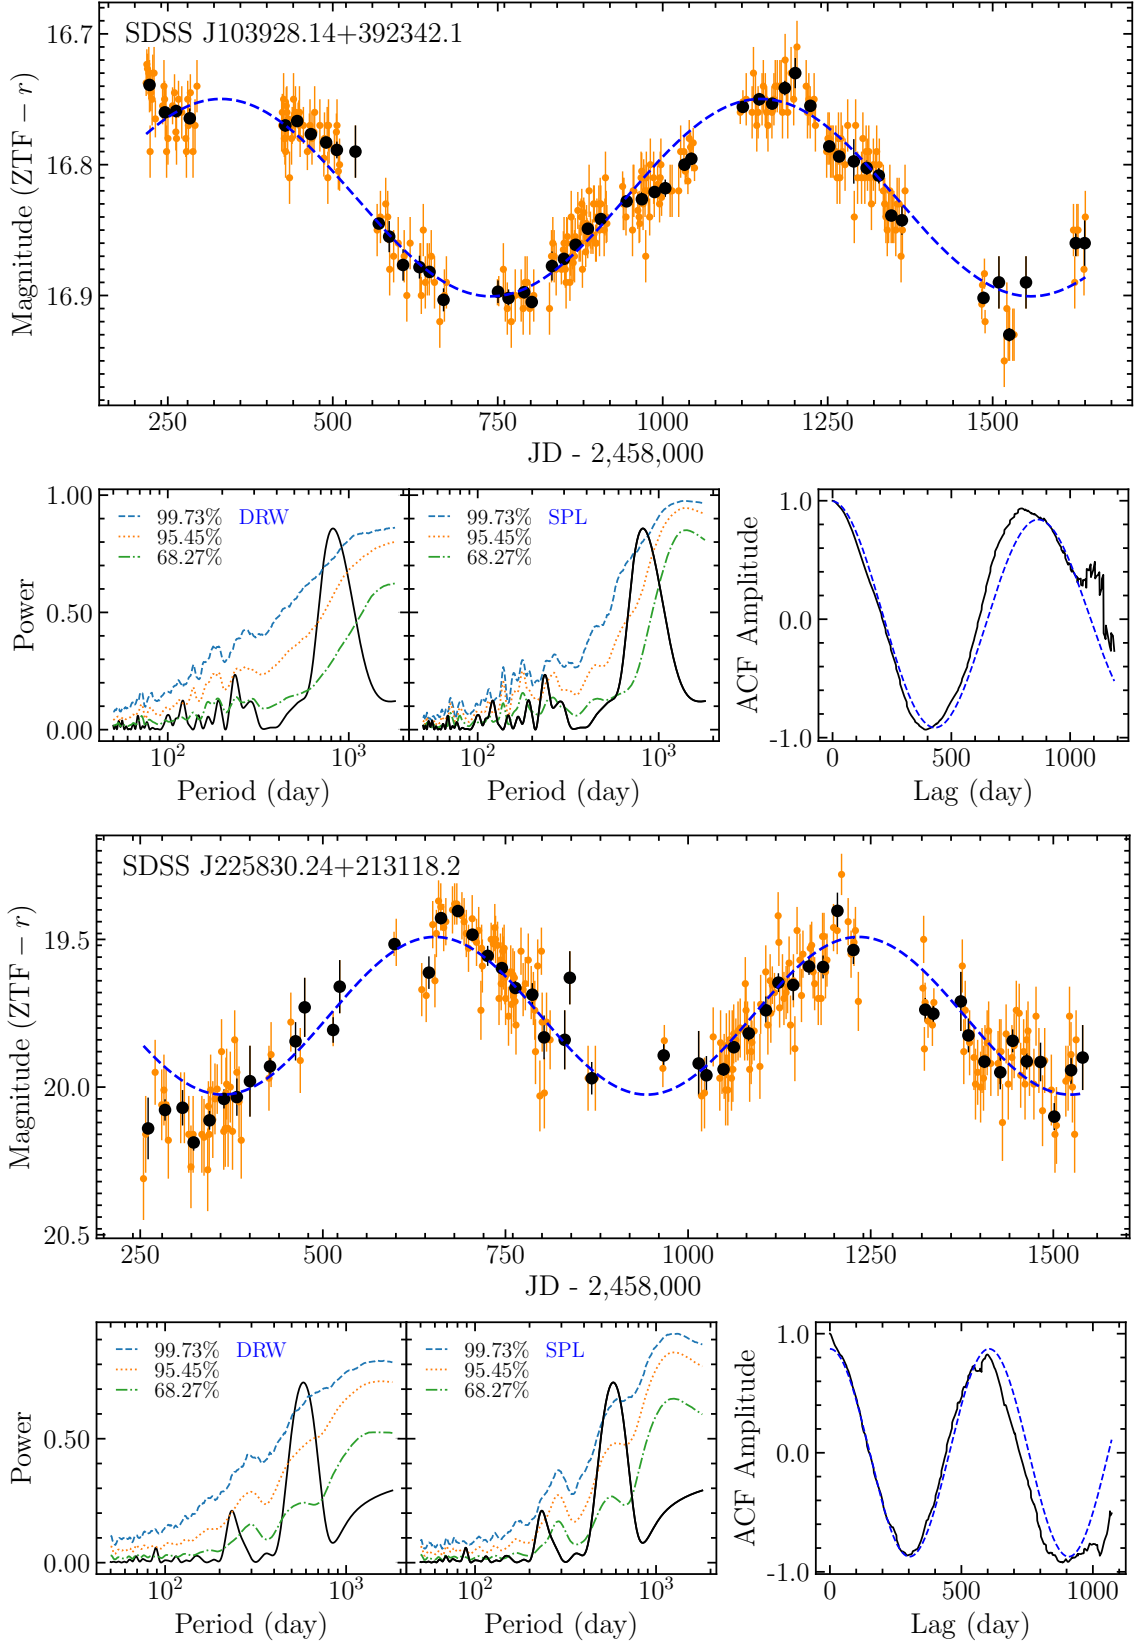 SDSS J103928.14+392342.1
Magnitude (ZTF − r)
16.7
16.8
16.9
250 500 750 1000 1250 1500
JD - 2,458,000
Power
1.00
0.50
0.00
99.73% DRW
95.45%
68.27%
10² 10³
Period (day)
99.73% SPL
95.45%
68.27%
10² 10³
Period (day)
ACF Amplitude
1.0
0.0
-1.0
0 500 1000
Lag (day)
SDSS J225830.24+213118.2
Magnitude (ZTF − r)
19.5
20.0
20.5
250 500 750 1000 1250 1500
JD - 2,458,000
Power
0.50
0.00
99.73% DRW
95.45%
68.27%
10² 10³
Period (day)
99.73% SPL
95.45%
68.27%
10² 10³
Period (day)
ACF Amplitude
1.0
0.0
-1.0
0 500 1000
Lag (day)